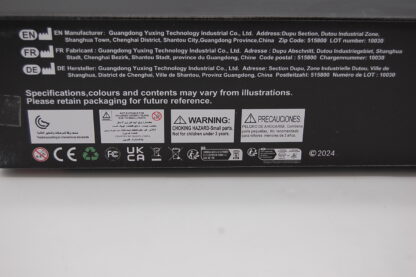 EN Manufacturer : Guangdong Yuxing Technology Industrial Co., Ltd. Address: Dupu Section, Dutou Industrial Zone,
Shanghua Town, Chenghai District, Shantou City, Guangdong Province, China Zip Code: 515800 LOT number: 10030
FR Fabricant : Guangdong Yuxing Technology Industrial Co., Ltd. Adresse : Dupu Abschnitt, Dutou Industriegebiet, Shanghua
Stadt, Chenghai Bezirk, Shantou Stadt, province du Guangdong, China Code postal : 515800 Chargennummer: 10030
DE Hersteller: Guangdong Yuxing Technology Industrial Co., Ltd. Adresse : Section Dupu, Zone Industrielle Dutou, Ville de
Shanghua, District de Chenghai, Ville de Shantou, Provinz Guangdong, China Postleitzahl: 515800 Numéro de LOT : 10030
Specifications,colours and contents may vary from illustrations.
Please retain packaging for future reference.
WARNING:
CHOKING HAZARD-Small parts.
Not for children under 3 years.
PRECAUCIONES
PELIGRO DE AHOGARSE. Contiene
CE
UK
CA
©2024